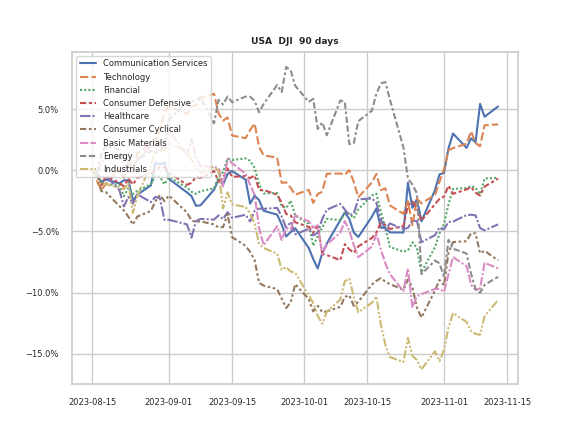 USA DJI 90 days
Communication Services
Technology
Financial
Consumer Defensive
Healthcare
Consumer Cyclical
Basic Materials
Energy
Industrials
5.0%
0.0%
−5.0%
−10.0%
−15.0%
2023-08-15
2023-09-01
2023-09-15
2023-10-01
2023-10-15
2023-11-01
2023-11-15